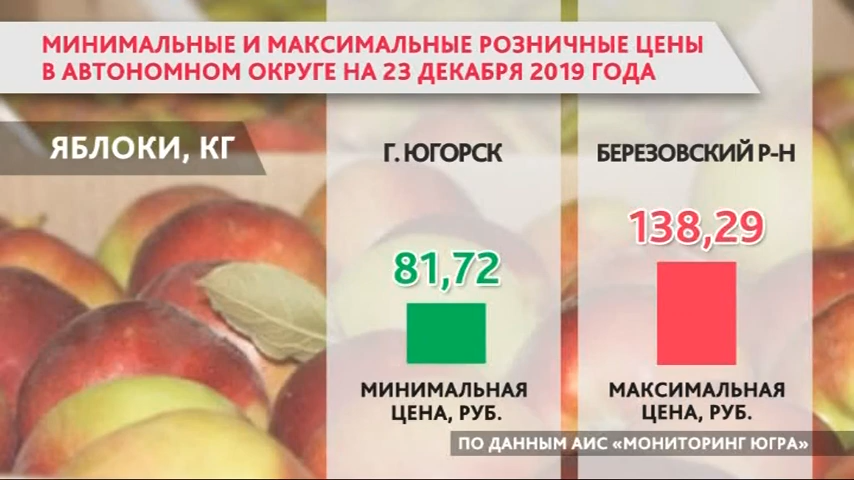 МИНИМАЛЬНЫЕ И МАКСИМАЛЬНЫЕ РОЗНИЧНЫЕ ЦЕНЫ
В АВТОНОМНОМ ОКРУГЕ НА 23 ДЕКАБРЯ 2019 ГОДА
ЯБЛОКИ, КГ
Г. ЮГОРСК
81,72
МИНИМАЛЬНАЯ
ЦЕНА, РУБ.
БЕРЕЗОВСКИЙ Р-Н
138,29
МАКСИМАЛЬНАЯ
ЦЕНА, РУБ.
ПО ДАННЫМ АИС «МОНИТОРИНГ ЮГРА»